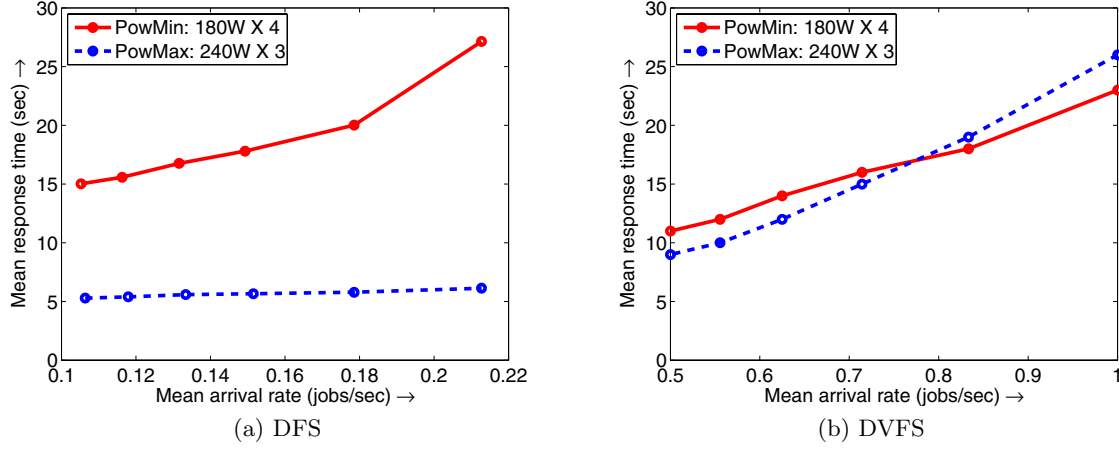 30
25
20
15
10
5
0
Mean response time (sec) →
PowMin: 180W X 4
PowMax: 240W X 3
0.1 0.12 0.14 0.16 0.18 0.2 0.22
Mean arrival rate (jobs/sec) →
(a) DFS
30
25
20
15
10
5
0
Mean response time (sec) →
PowMin: 180W X 4
PowMax: 240W X 3
0.5 0.6 0.7 0.8 0.9 1
Mean arrival rate (jobs/sec) →
(b) DVFS